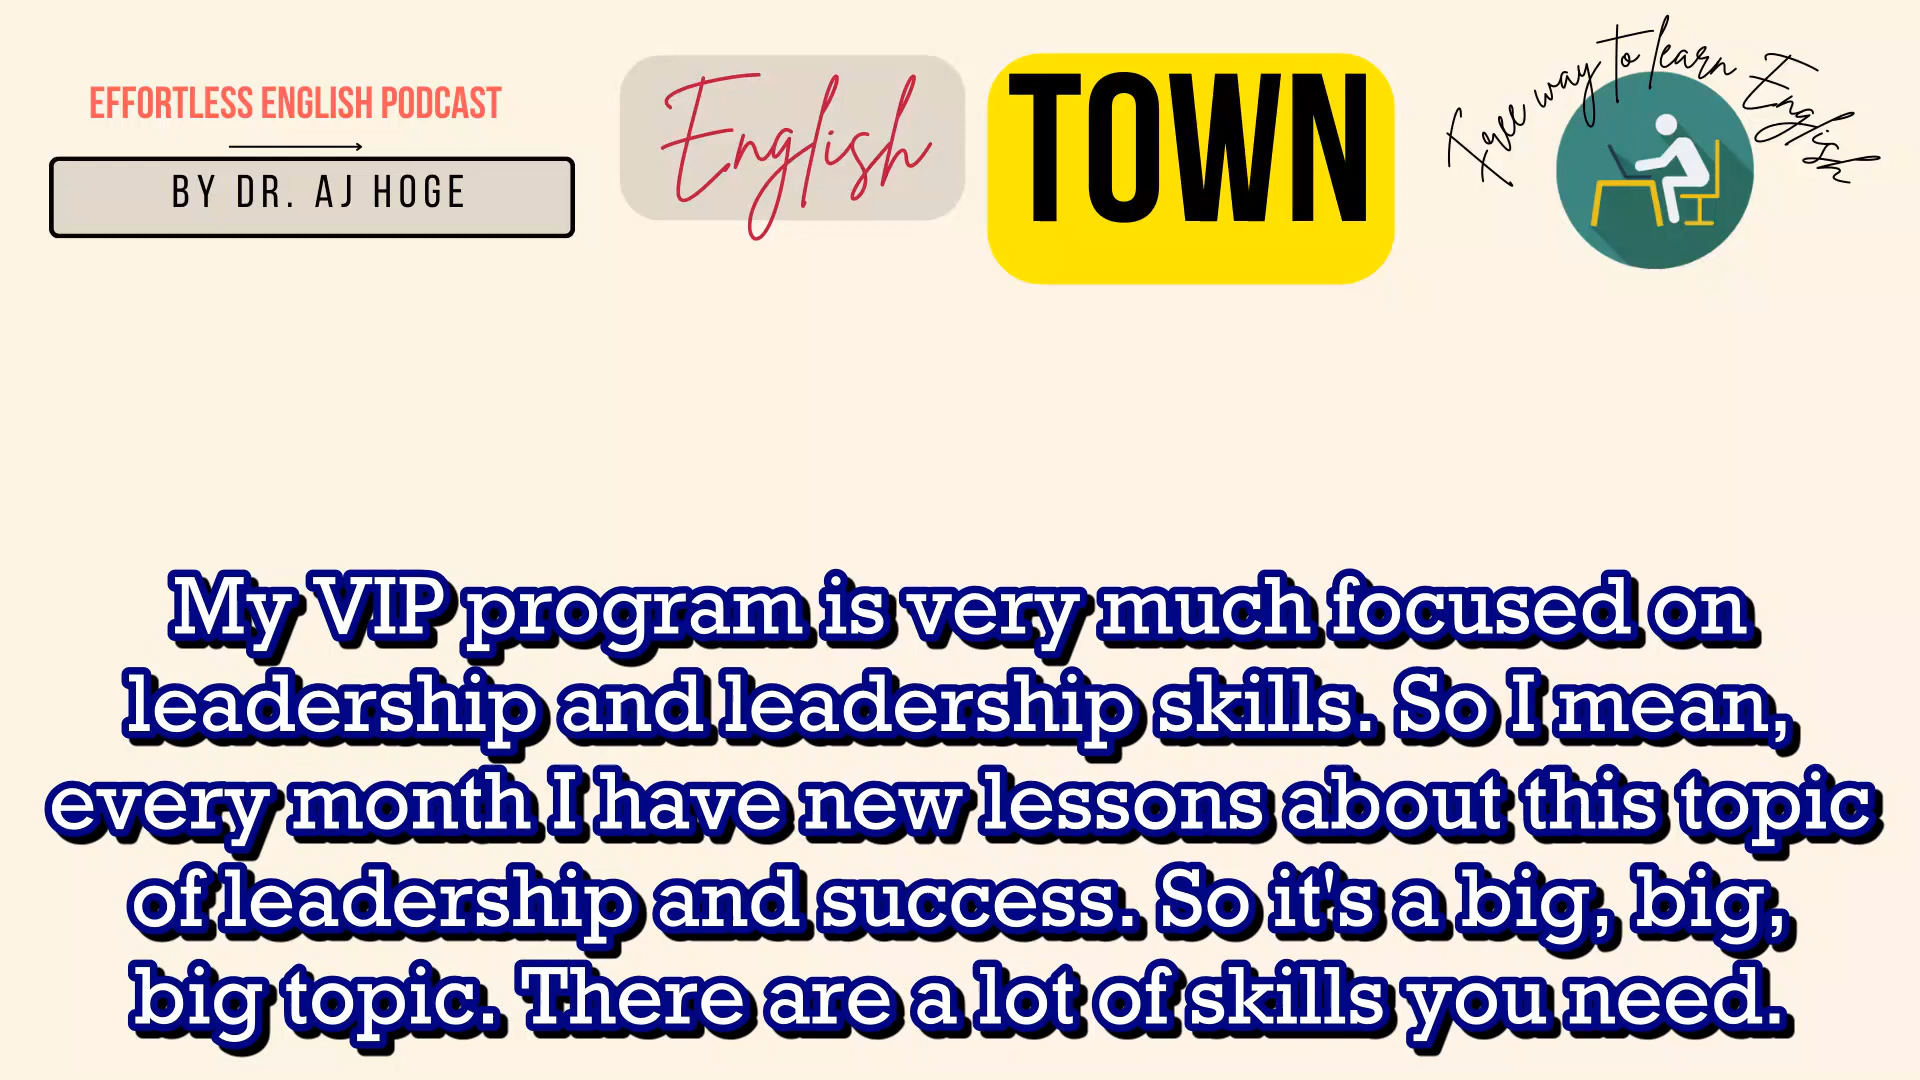 EFFORTLESS ENGLISH PODCAST
BY DR. AJ HOGE
English
TOWN
Free way to learn English
My VIP program is very much focused on
leadership and leadership skills. So I mean,
every month I have new lessons about this topic
of leadership and success. So it's a big, big,
big topic. There are a lot of skills you need.